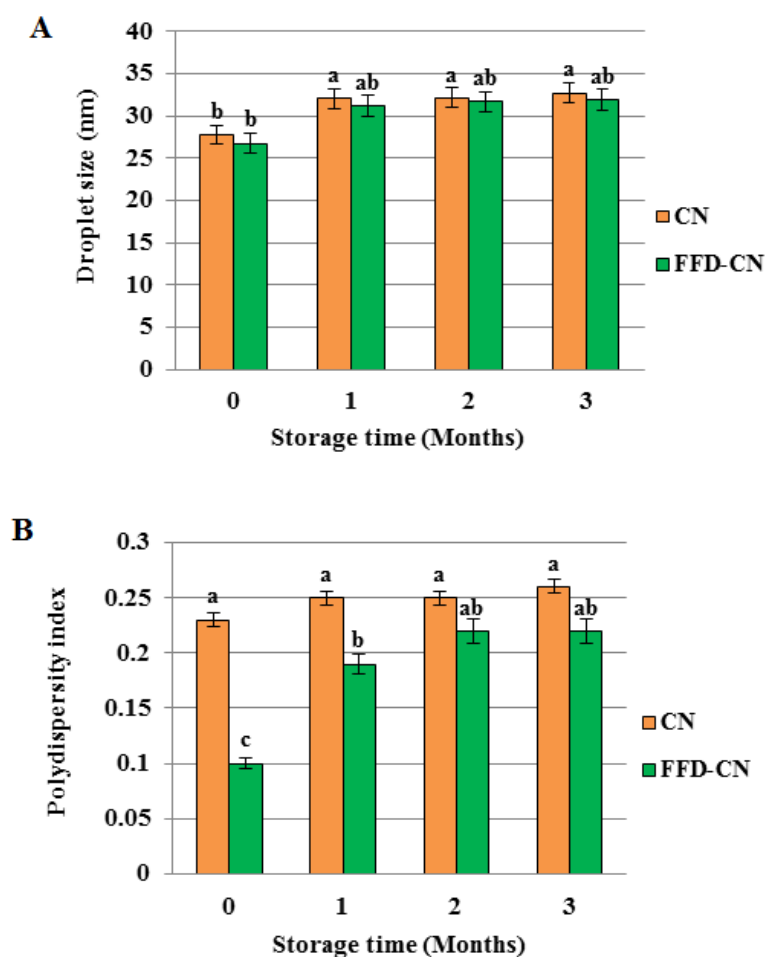 A
Droplet size (nm)
40
35
30
25
20
15
10
5
0
b b a ab a ab a ab
0 1 2 3
Storage time (Months)
CN
FFD-CN
B
Polydispersity index
0.3
0.25
0.2
0.15
0.1
0.05
0
a c a b a ab a ab
0 1 2 3
Storage time (Months)
CN
FFD-CN